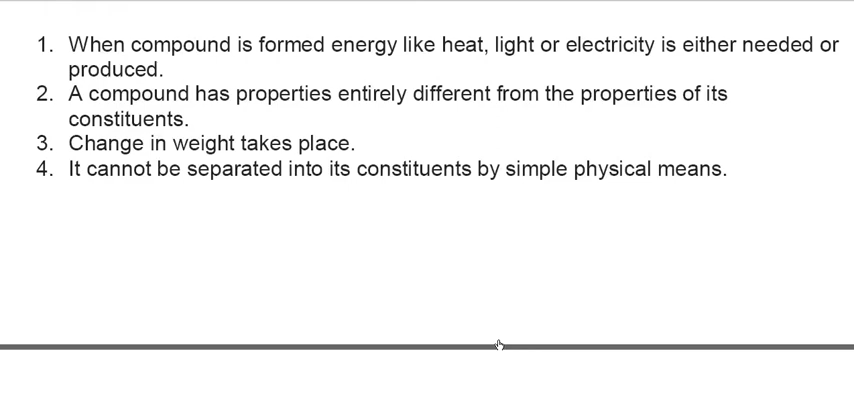 1. When compound is formed energy like heat, light or electricity is either needed or
produced.
2. A compound has properties entirely different from the properties of its
constituents.
3. Change in weight takes place.
4. It cannot be separated into its constituents by simple physical means.